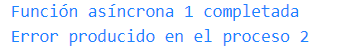 Función asíncrona 1 completada
Error producido en el proceso 2